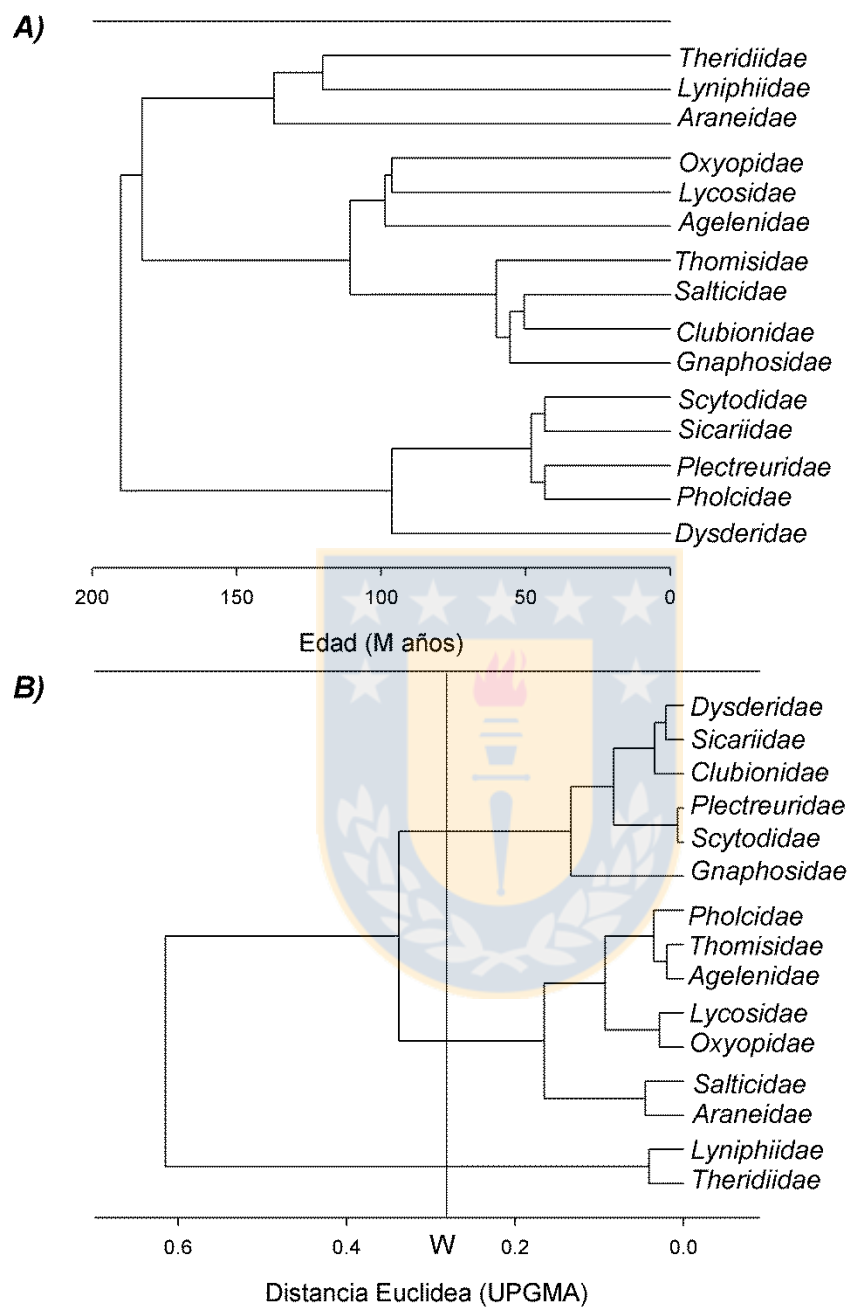 A)
Theridiidae
Lyniphiidae
Araneidae
Oxyopidae
Lycosidae
Agelenidae
Thomisidae
Salticidae
Clubionidae
Gnaphosidae
Scytodidae
Sicariidae
Plectreuridae
Pholcidae
Dysderidae
200 150 100 50 0
Edad (M años)
B)
Dysderidae
Sicariidae
Clubionidae
Plectreuridae
Scytodidae
Gnaphosidae
Pholcidae
Thomisidae
Agelenidae
Lycosidae
Oxyopidae
Salticidae
Araneidae
Lyniphiidae
Theridiidae
0.6 0.4 W 0.2 0.0
Distancia Euclidea (UPGMA)